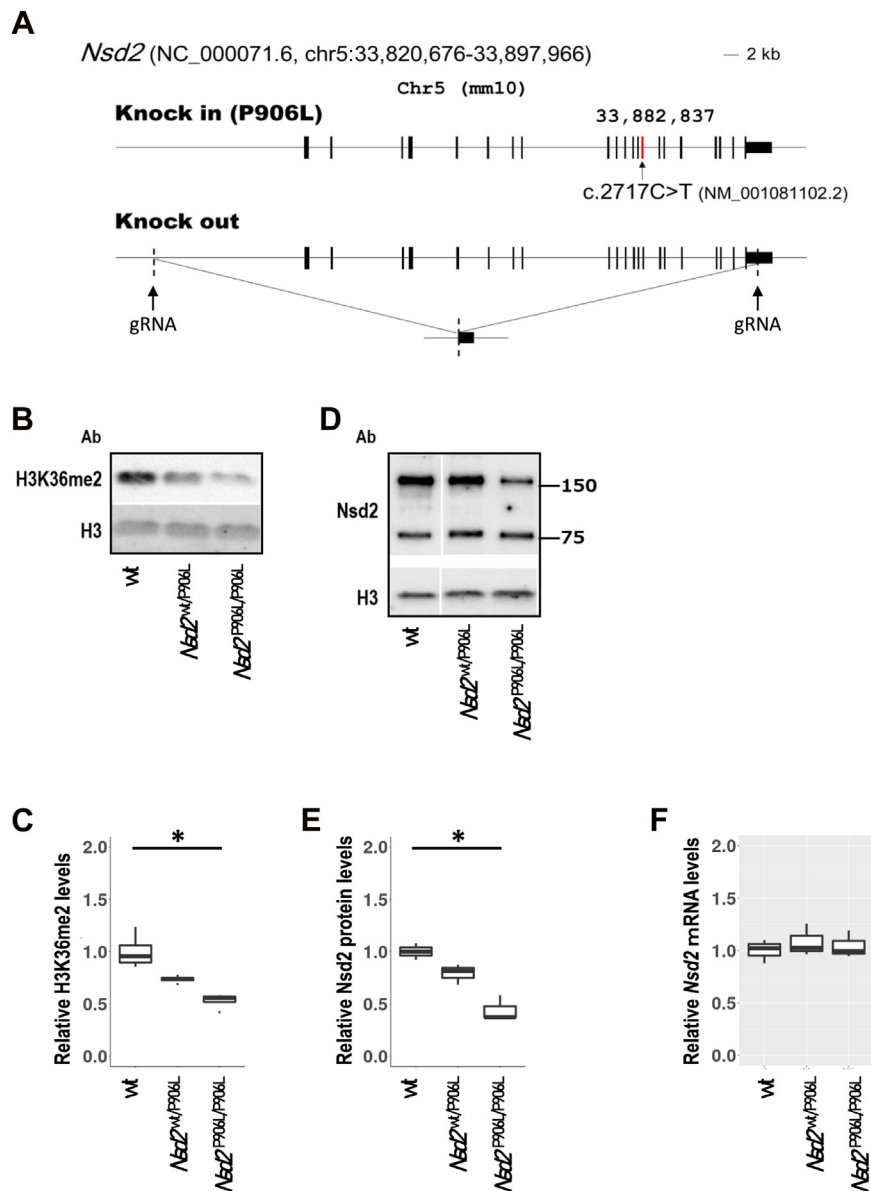 A
Nsd2 (NC_000071.6, chr5:33,820,676-33,897,966)
— 2 kb
Chr5 (mm10)
Knock in (P906L)
33,882,837
c.2717C>T (NM_001081102.2)
Knock out
gRNA
gRNA
B
Ab
H3K36me2
H3
wt
Nsd2wt/P906L
Nsd2P906L/P906L
D
Ab
Nsd2
150
75
H3
wt
Nsd2wt/P906L
Nsd2P906L/P906L
C
Relative H3K36me2 levels
2.0
1.5
1.0
0.5
0.0
*
wt
Nsd2wt/P906L
Nsd2P906L/P906L
E
Relative Nsd2 protein levels
2.0
1.5
1.0
0.5
0.0
*
wt
Nsd2wt/P906L
Nsd2P906L/P906L
F
Relative Nsd2 mRNA levels
2.0
1.5
1.0
0.5
0.0
wt
Nsd2wt/P906L
Nsd2P906L/P906L